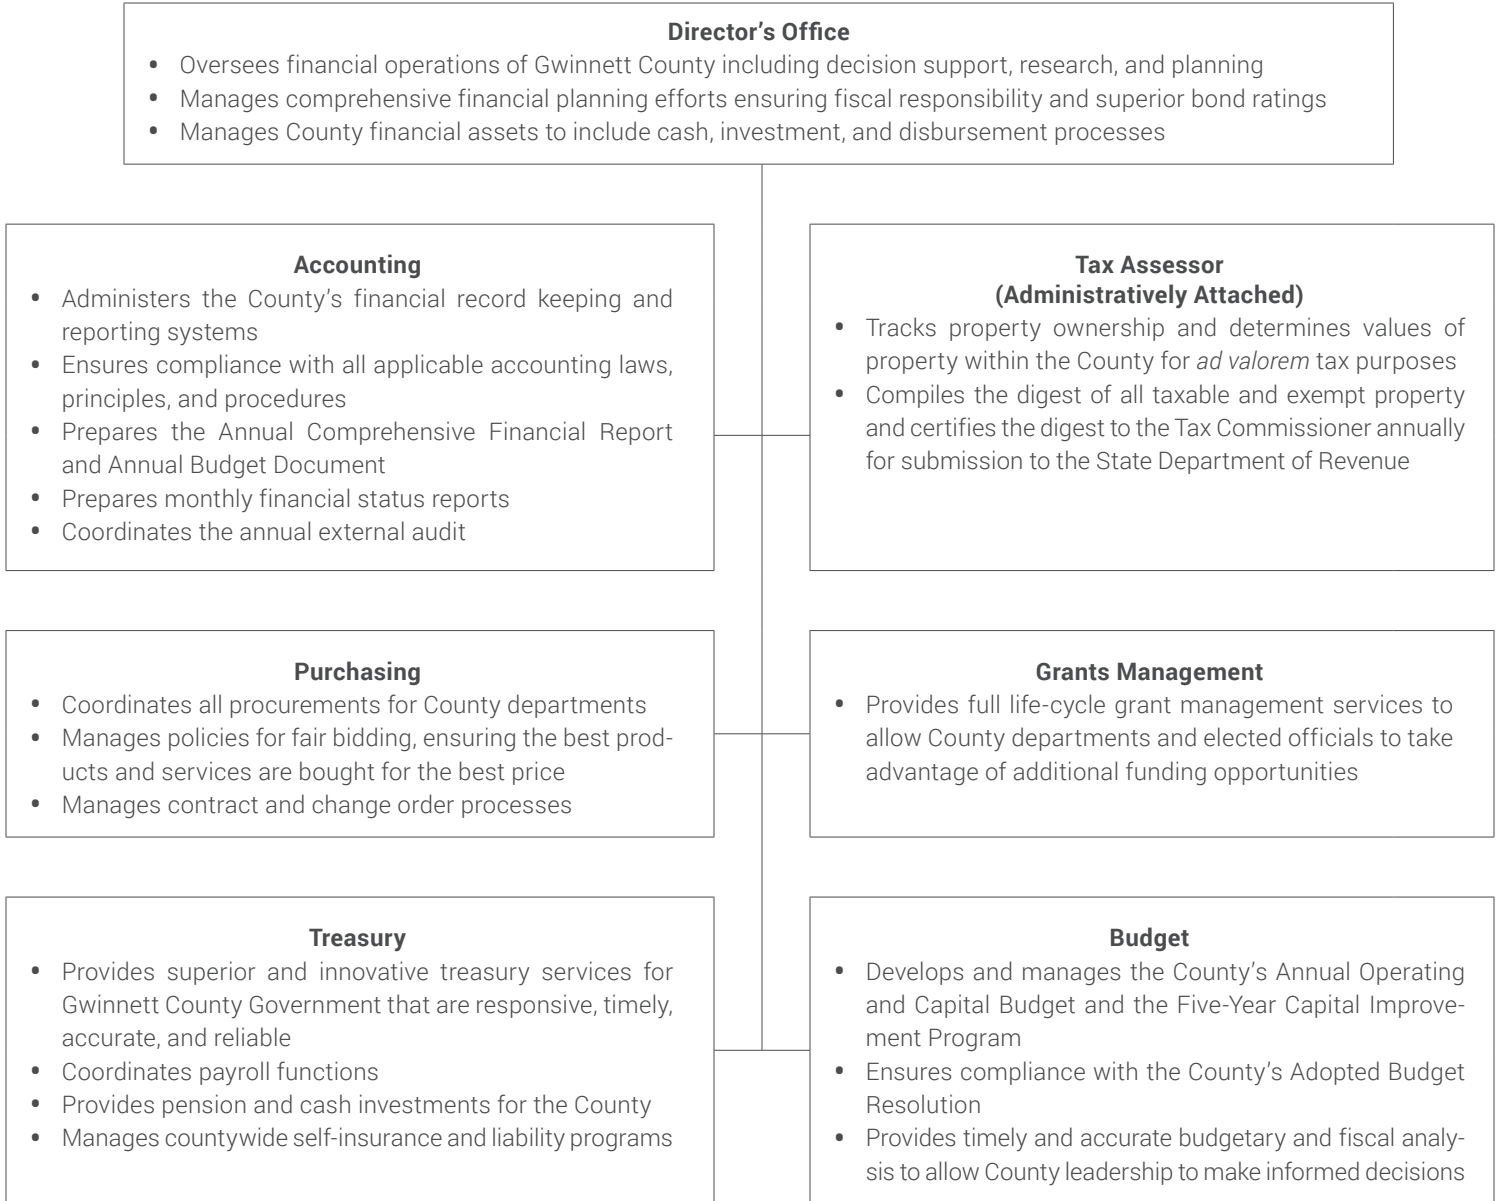 Director’s Office
• Oversees financial operations of Gwinnett County including decision support, research, and planning
• Manages comprehensive financial planning efforts ensuring fiscal responsibility and superior bond ratings
• Manages County financial assets to include cash, investment, and disbursement processes
Accounting
• Administers the County’s financial record keeping and
reporting systems
• Ensures compliance with all applicable accounting laws,
principles, and procedures
• Prepares the Annual Comprehensive Financial Report
and Annual Budget Document
• Prepares monthly financial status reports
• Coordinates the annual external audit
Tax Assessor
(Administratively Attached)
• Tracks property ownership and determines values of
property within the County for ad valorem tax purposes
• Compiles the digest of all taxable and exempt property
and certifies the digest to the Tax Commissioner annually
for submission to the State Department of Revenue
Purchasing
• Coordinates all procurements for County departments
• Manages policies for fair bidding, ensuring the best prod-
ucts and services are bought for the best price
• Manages contract and change order processes
Grants Management
• Provides full life-cycle grant management services to
allow County departments and elected officials to take
advantage of additional funding opportunities
Treasury
• Provides superior and innovative treasury services for
Gwinnett County Government that are responsive, timely,
accurate, and reliable
• Coordinates payroll functions
• Provides pension and cash investments for the County
• Manages countywide self-insurance and liability programs
Budget
• Develops and manages the County’s Annual Operating
and Capital Budget and the Five-Year Capital Improve-
ment Program
• Ensures compliance with the County’s Adopted Budget
Resolution
• Provides timely and accurate budgetary and fiscal analy-
sis to allow County leadership to make informed decisions